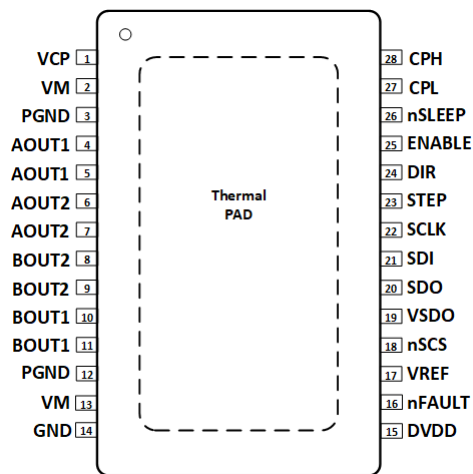 VCP 1 28 CPH
VM 2 27 CPL
PGND 3 26 nSLEEP
AOUT1 4 25 ENABLE
AOUT1 5 24 DIR
AOUT2 6 23 STEP
AOUT2 7 22 SCLK
BOUT2 8 21 SDI
BOUT2 9 20 SDO
BOUT1 10 19 VSDO
BOUT1 11 18 nSCS
PGND 12 17 VREF
VM 13 16 nFAULT
GND 14 15 DVDD
Thermal
PAD